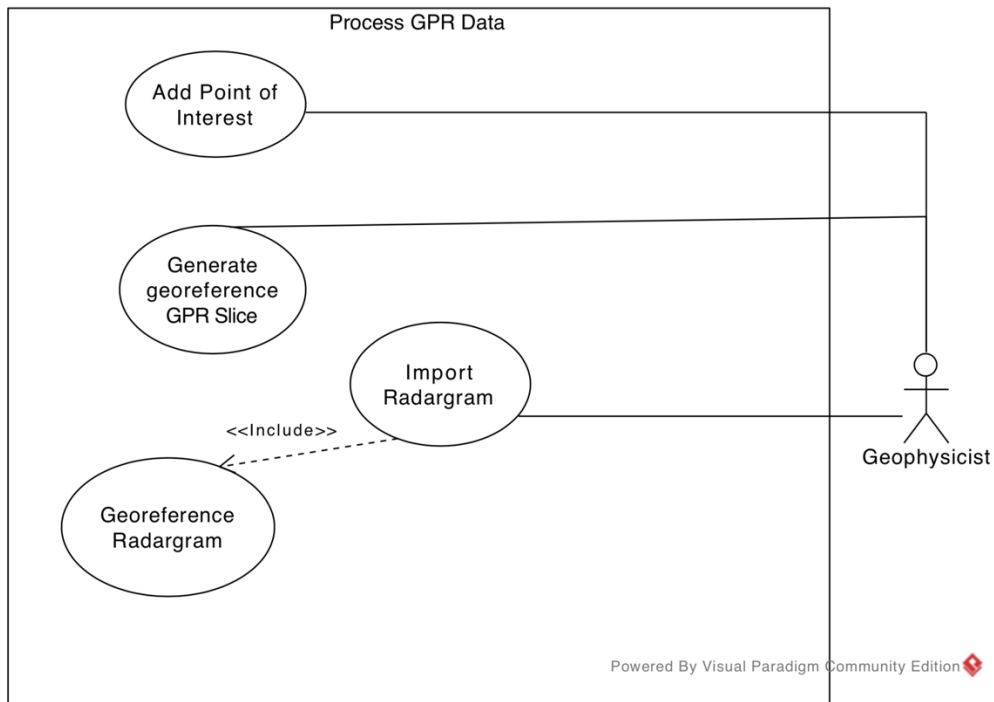 Process GPR Data
Add Point of
Interest
Generate
georeference
GPR Slice
Import
Radargram
<<Include>>
Geophysicist
Georeference
Radargram
Powered By Visual Paradigm Community Edition